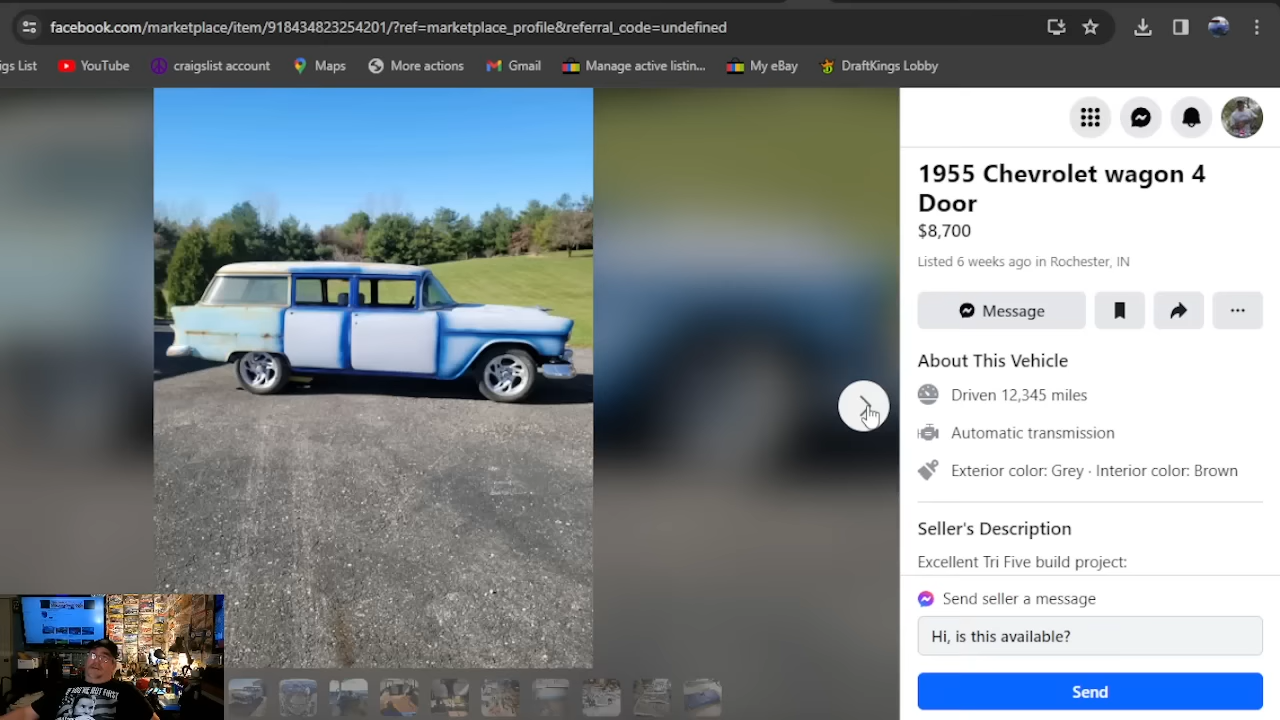 facebook.com/marketplace/item/918434823254201/?ref=marketplace_profile&referral_code=undefined
igs List YouTube craigslist account Maps More actions Gmail Manage active listin... My eBay DraftKings Lobby
1955 Chevrolet wagon 4
Door
$8,700
Listed 6 weeks ago in Rochester, IN
Message
About This Vehicle
Driven 12,345 miles
Automatic transmission
Exterior color: Grey · Interior color: Brown
Seller's Description
Excellent Tri Five build project:
Send seller a message
Hi, is this available?
Send